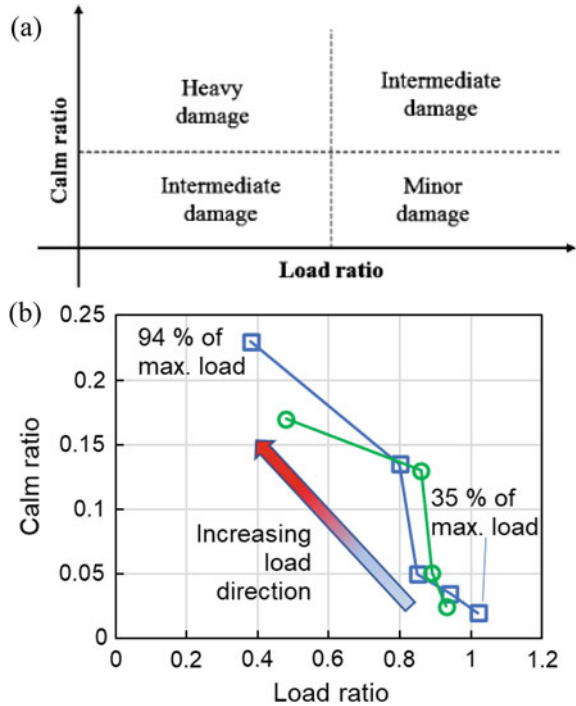 (a)
Calm ratio
Heavy
damage
Intermediate
damage
Intermediate
damage
Minor
damage
Load ratio
(b)
0.25
0.2
0.15
0.1
0.05
0
Calm ratio
94 % of
max. load
35 % of
max. load
Increasing
load
direction
0
0.2
0.4
0.6
0.8
1
1.2
Load ratio